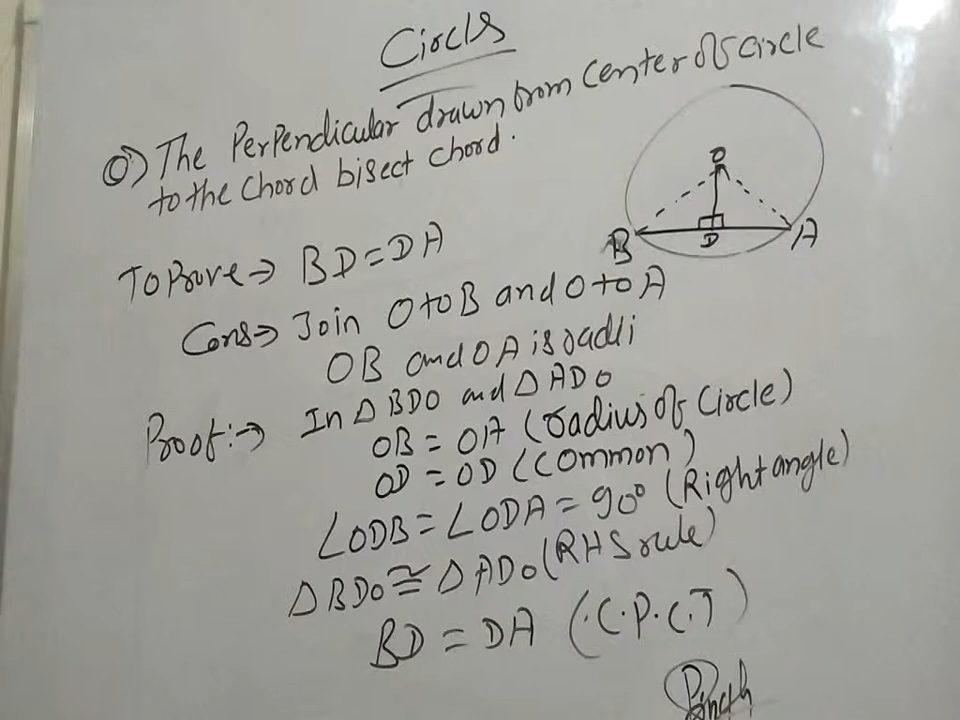 Circls
Q) The Perpendicular drawn from Center of Circle
to the Chord bisect chord.
O
B
D
A
To Prove → BD = DA
Cons → Join O to B and O to A
OB and OA is radii
Proof :→ In Δ BDO and Δ ADO
OB = OA (radius of Circle)
OD = OD (Common)
∠ODB = ∠ODA = 90° (Right angle)
Δ BDO ≅ Δ ADO (RHS rule)
BD = DA (C.P.C.T)